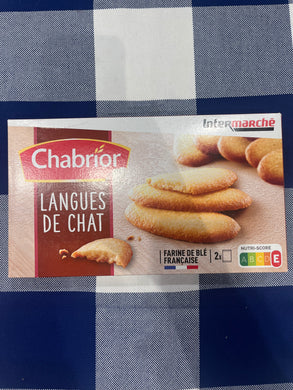 Intermarché
Chabrior
LANGUES
DE CHAT
FARINE DE BLÉ
FRANÇAISE
2x
NUTRI-SCORE
A B C D E